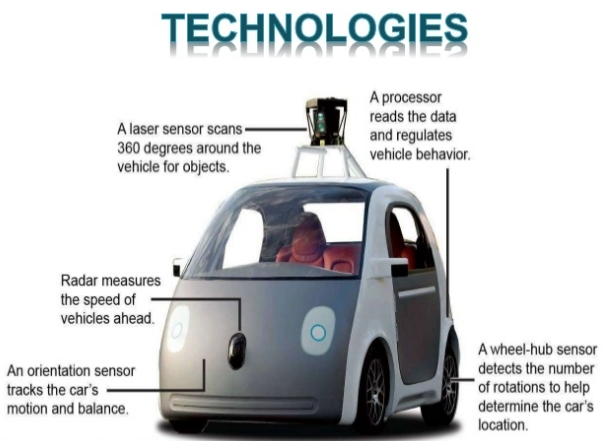 TECHNOLOGIES
A laser sensor scans
360 degrees around the
vehicle for objects.
A processor
reads the data
and regulates
vehicle behavior.
Radar measures
the speed of
vehicles ahead.
An orientation sensor
tracks the car's
motion and balance.
A wheel-hub sensor
detects the number
of rotations to help
determine the car's
location.